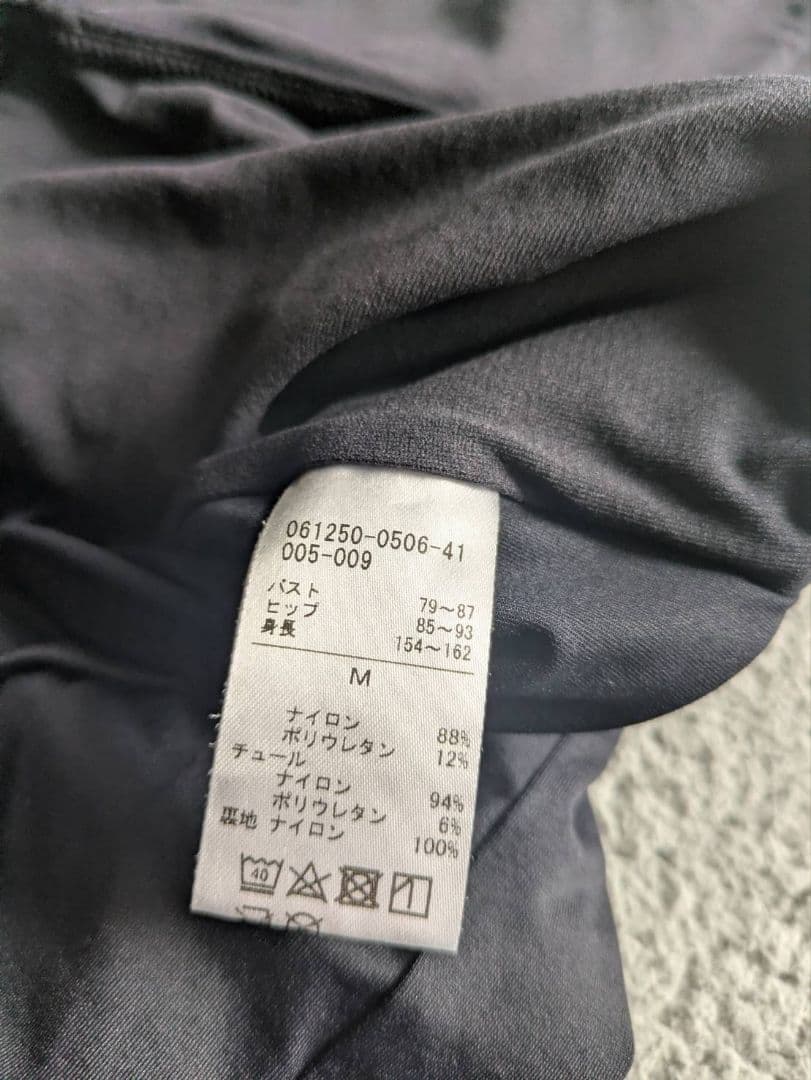 061250-0506-41
005-009
バスト 79～87
ヒップ 85～93
身長 154～162
M
ナイロン 88%
ポリウレタン 12%
チュール
ナイロン 94%
ポリウレタン 6%
裏地 ナイロン 100%
40